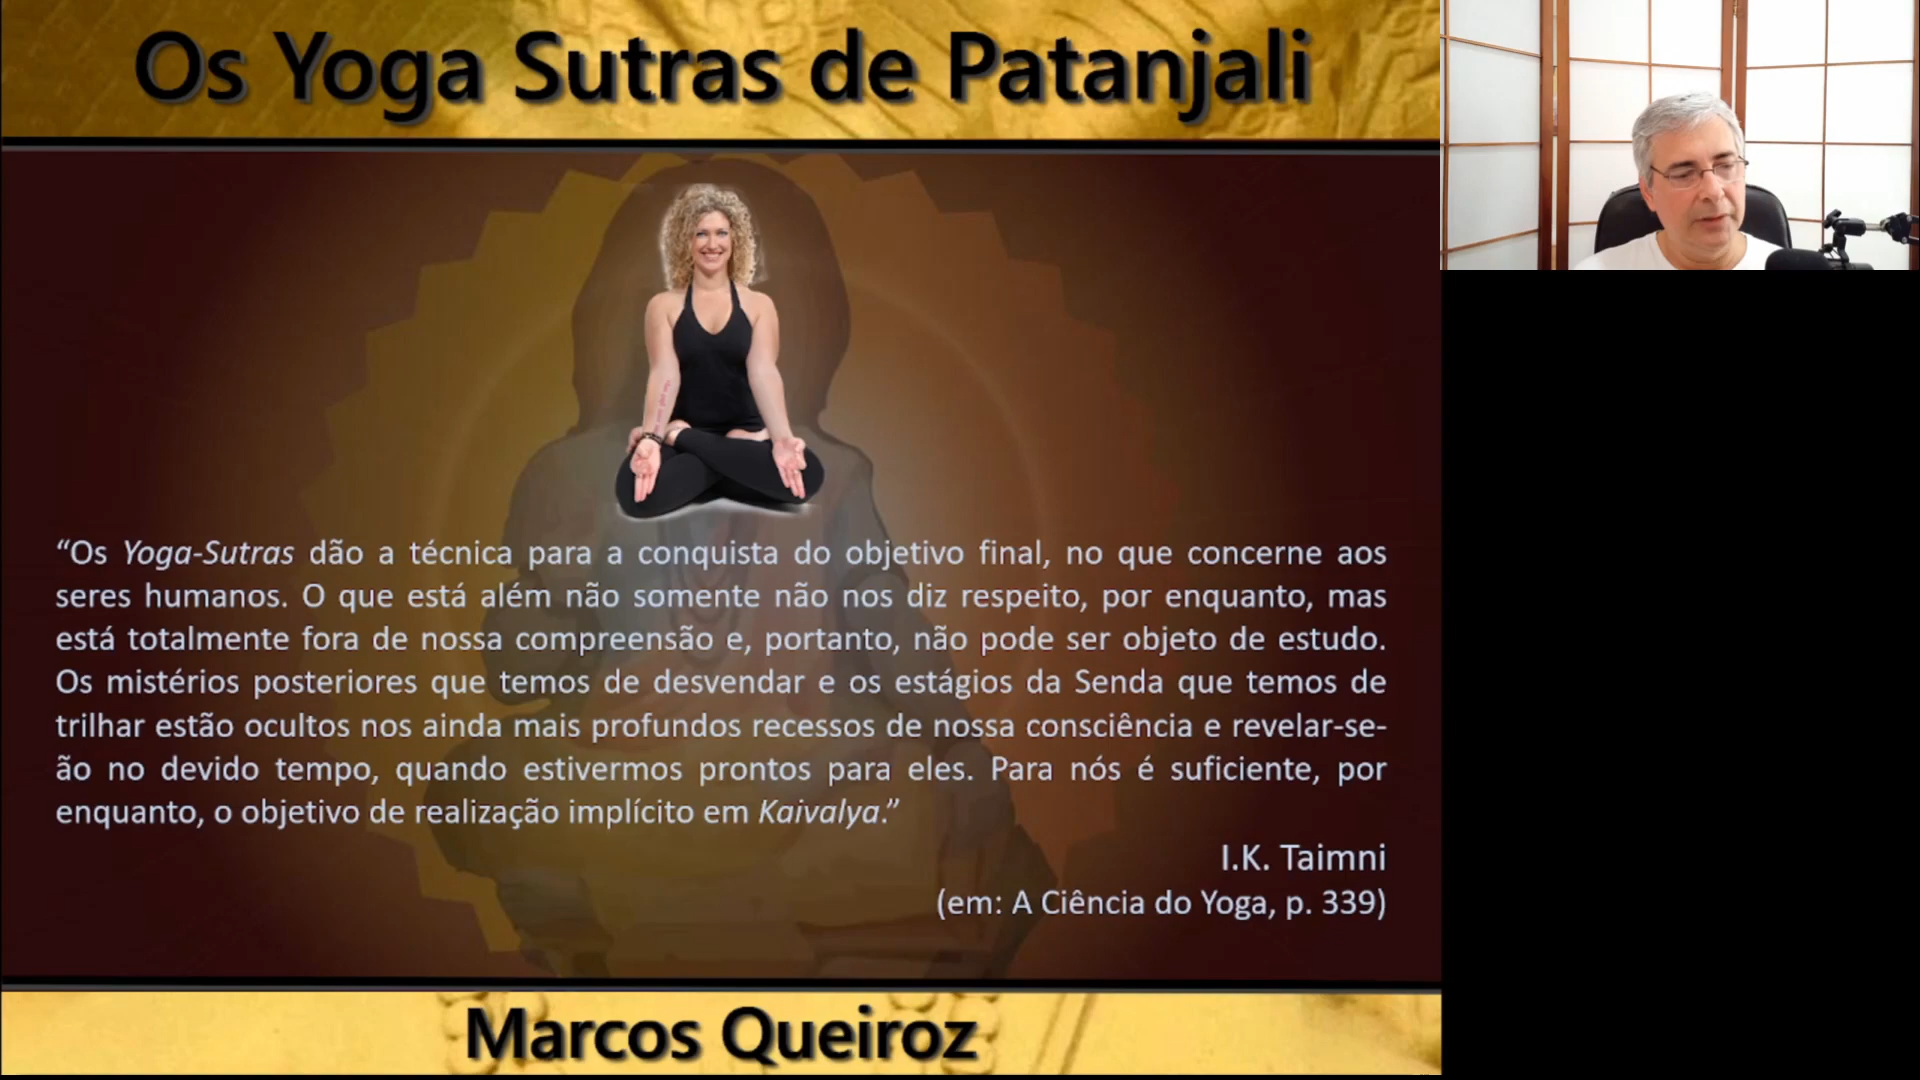 Os Yoga Sutras de Patanjali
“Os Yoga-Sutras dão a técnica para a conquista do objetivo final, no que concerne aos
seres humanos. O que está além não somente não nos diz respeito, por enquanto, mas
está totalmente fora de nossa compreensão e, portanto, não pode ser objeto de estudo.
Os mistérios posteriores que temos de desvendar e os estágios da Senda que temos de
trilhar estão ocultos nos ainda mais profundos recessos de nossa consciência e revelar-se-
ão no devido tempo, quando estivermos prontos para eles. Para nós é suficiente, por
enquanto, o objetivo de realização implícito em Kaivalya.”
I.K. Taimni
(em: A Ciência do Yoga, p. 339)
Marcos Queiroz